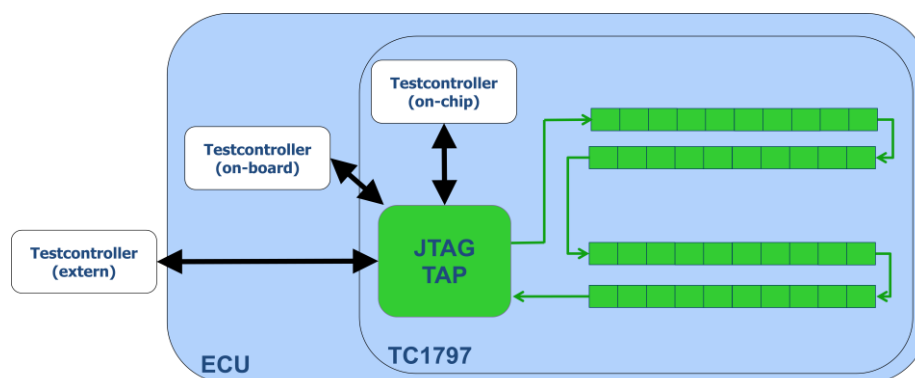 Testcontroller
(on-chip)
Testcontroller
(on-board)
Testcontroller
(extern)
JTAG
TAP
TC1797
ECU